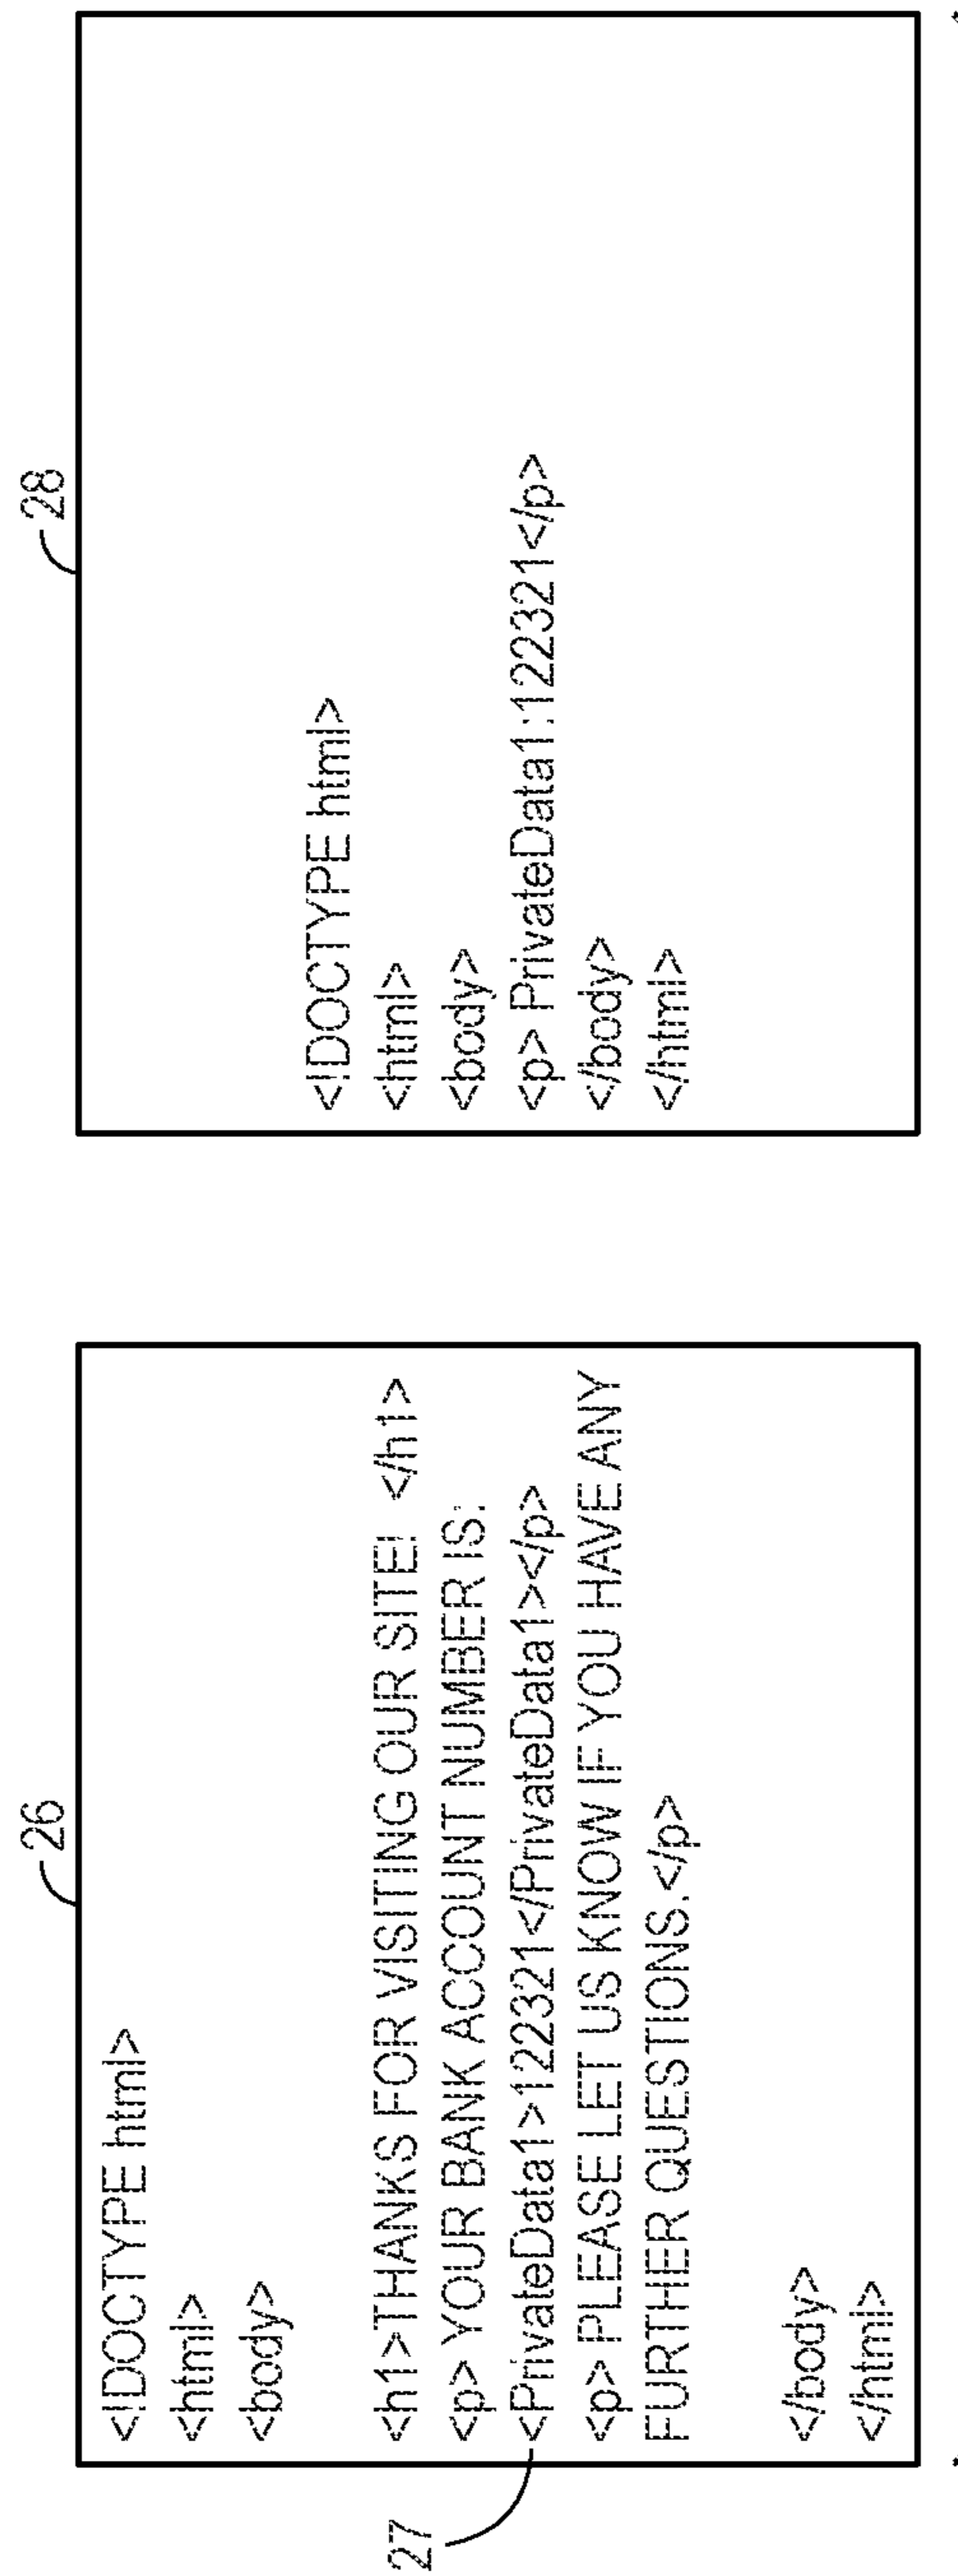 26
<!DOCTYPE html>
<html>
<body>
<h1>THANKS FOR VISITING OUR SITE! </h1>
<p> YOUR BANK ACCOUNT NUMBER IS:
<PrivateData1>122321</PrivateData1></p>
<p> PLEASE LET US KNOW IF YOU HAVE ANY
FURTHER QUESTIONS.</p>
</body>
</html>
27
28
<!DOCTYPE html>
<html>
<body>
<p> PrivateData1:122321</p>
</body>
</html>